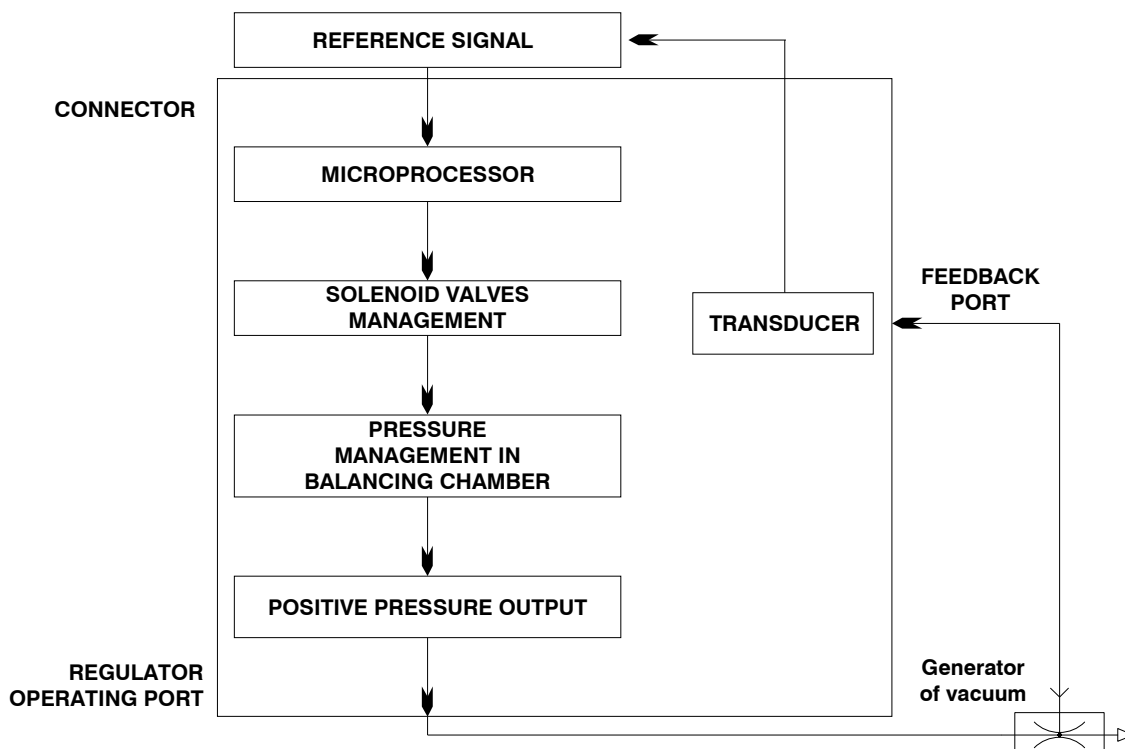 REFERENCE SIGNAL
CONNECTOR
MICROPROCESSOR
SOLENOID VALVES
MANAGEMENT
TRANSDUCER
FEEDBACK
PORT
PRESSURE
MANAGEMENT IN
BALANCING CHAMBER
POSITIVE PRESSURE OUTPUT
REGULATOR
OPERATING PORT
Generator
of vacuum